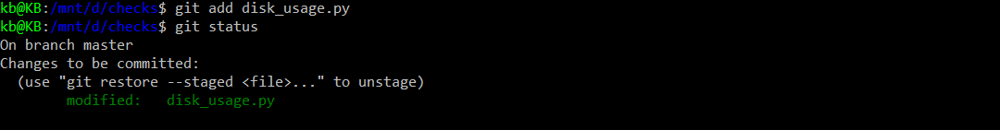 kb@KB:/mnt/d/checks$ git add disk_usage.py
kb@KB:/mnt/d/checks$ git status
On branch master
Changes to be committed:
  (use "git restore --staged <file>..." to unstage)
        modified:   disk_usage.py